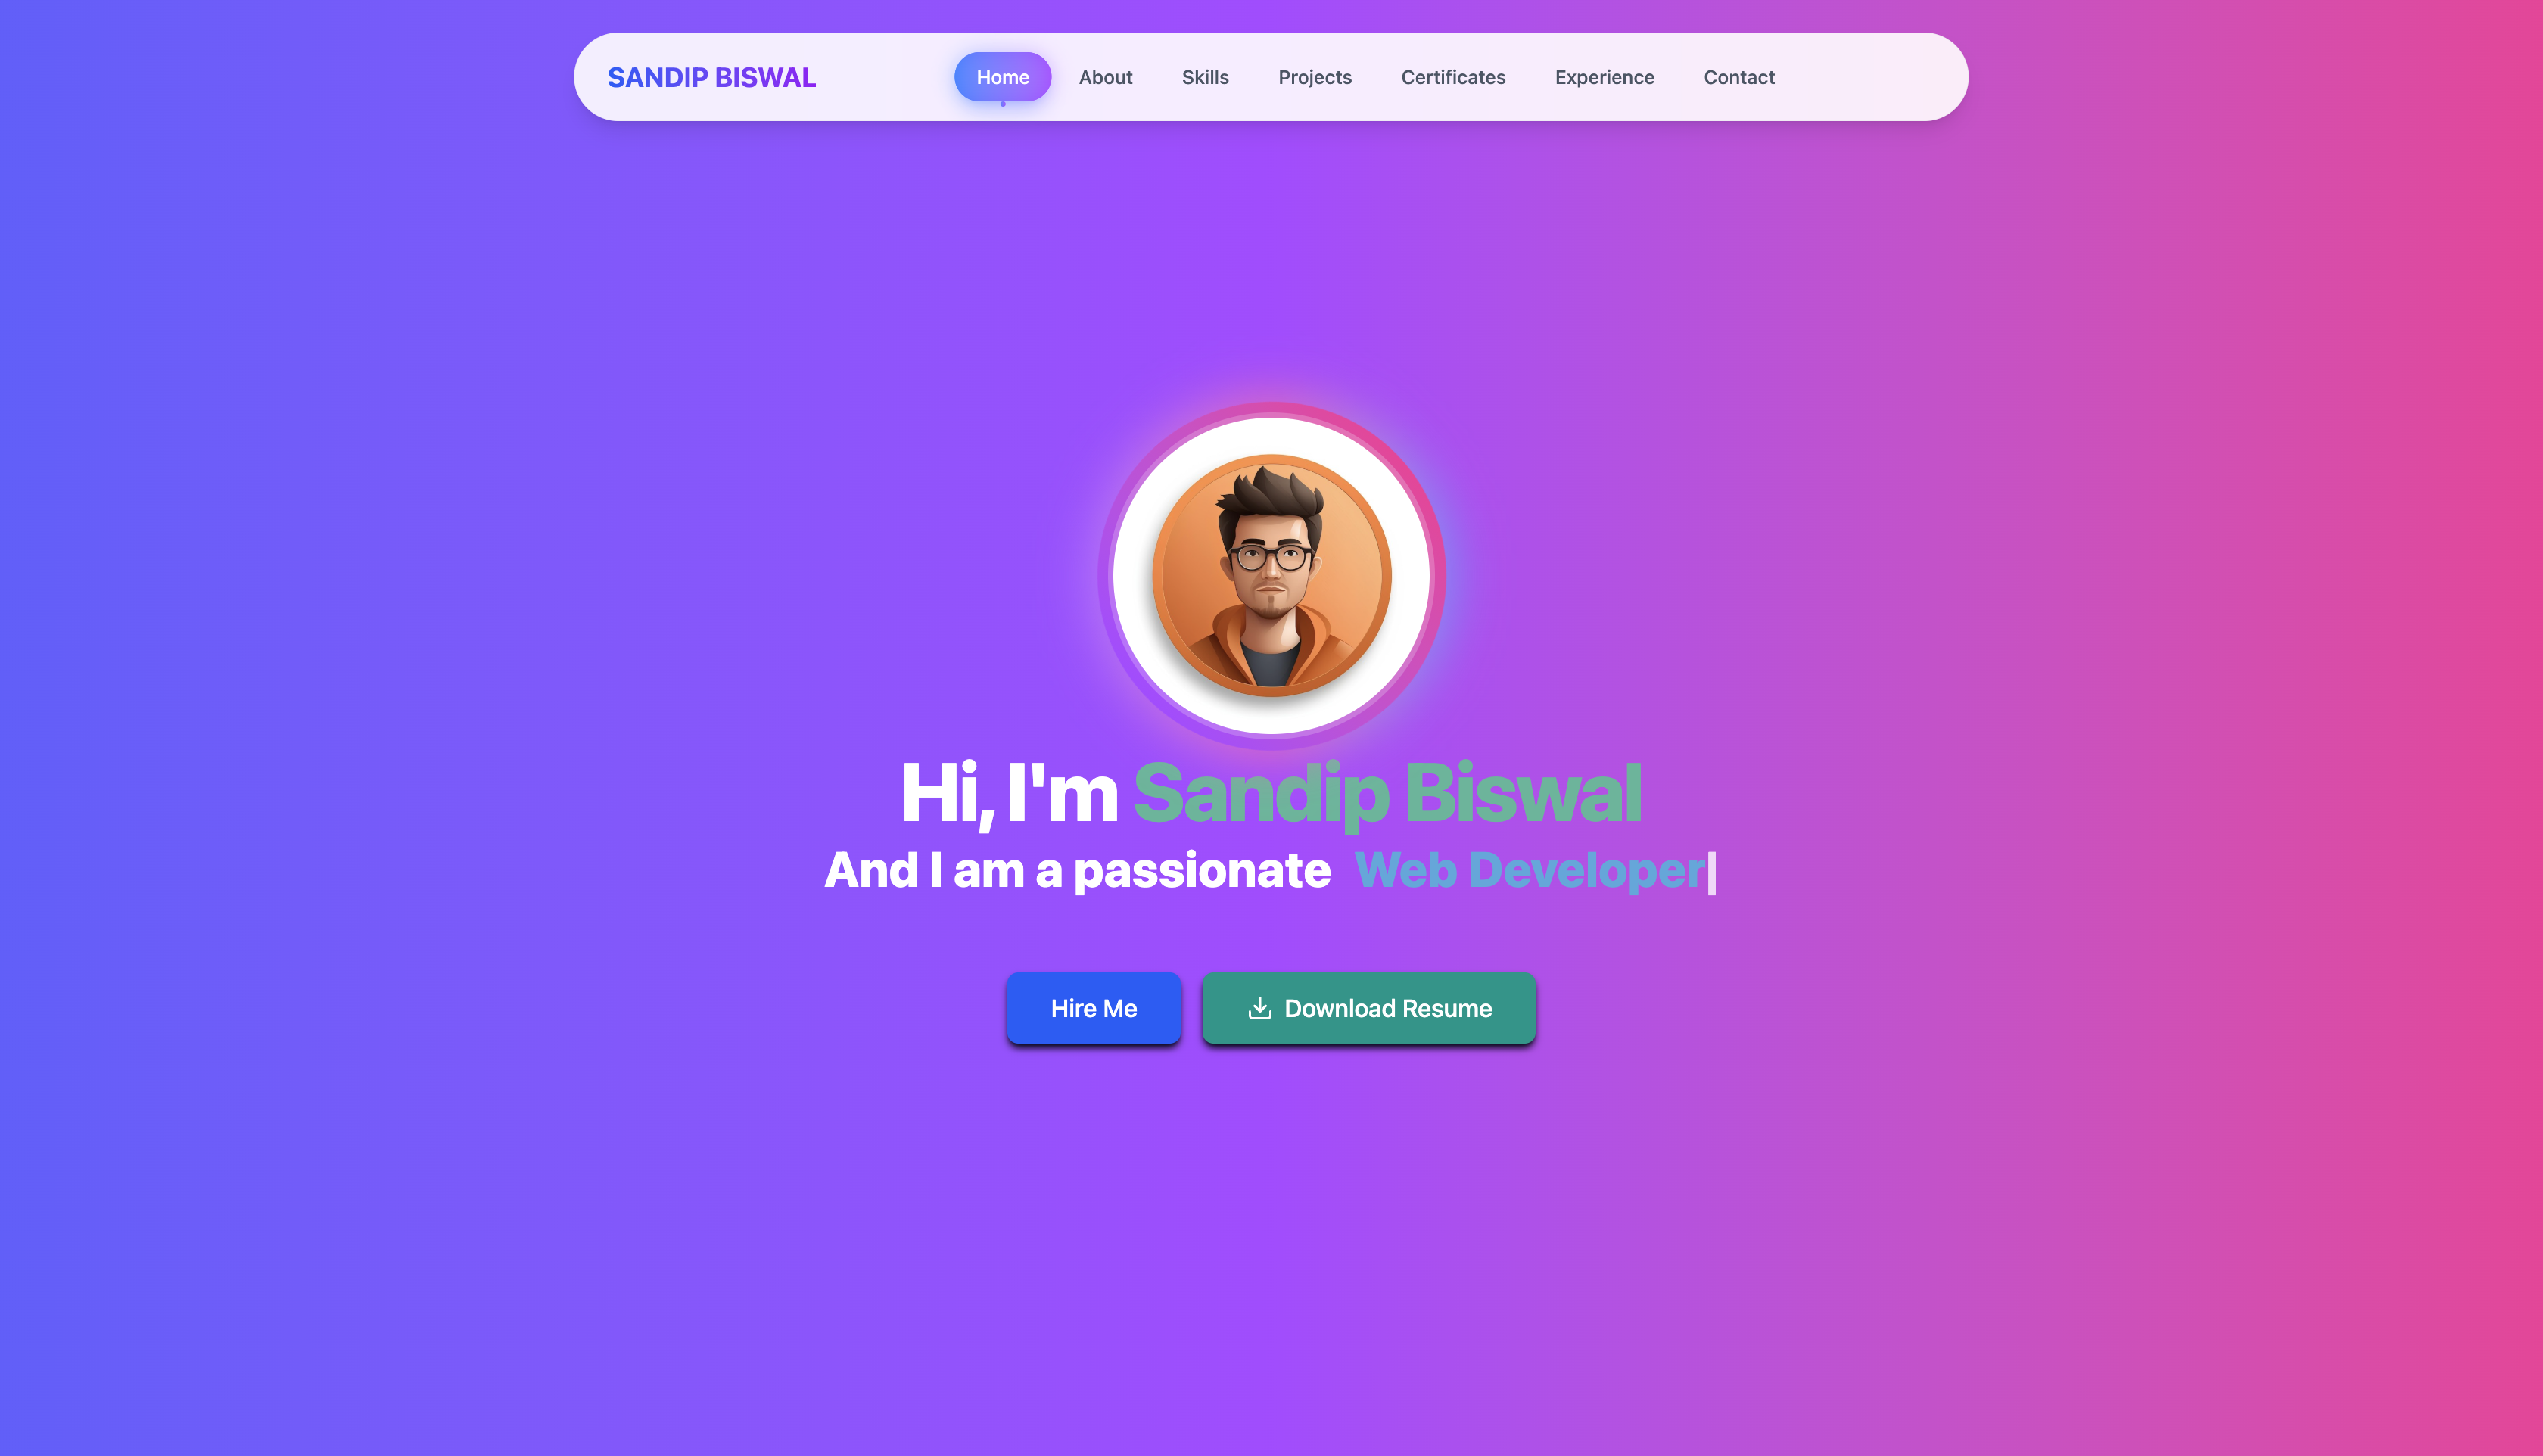 SANDIP BISWAL
Home About Skills Projects Certificates Experience Contact
Hi, I'm Sandip Biswal
And I am a passionate Web Developer|
Hire Me
Download Resume